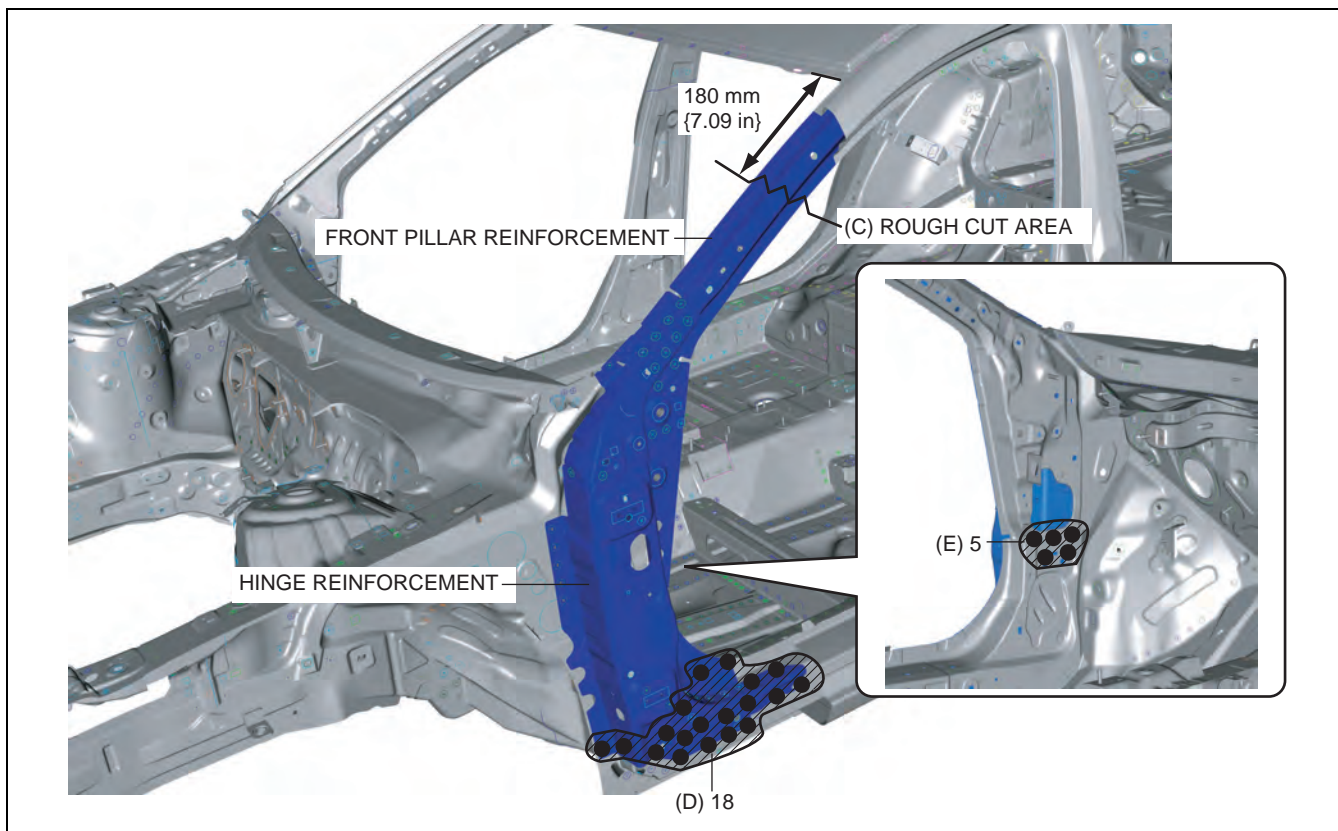 180 mm
{7.09 in}
FRONT PILLAR REINFORCEMENT
(C) ROUGH CUT AREA
(E) 5
HINGE REINFORCEMENT
(D) 18